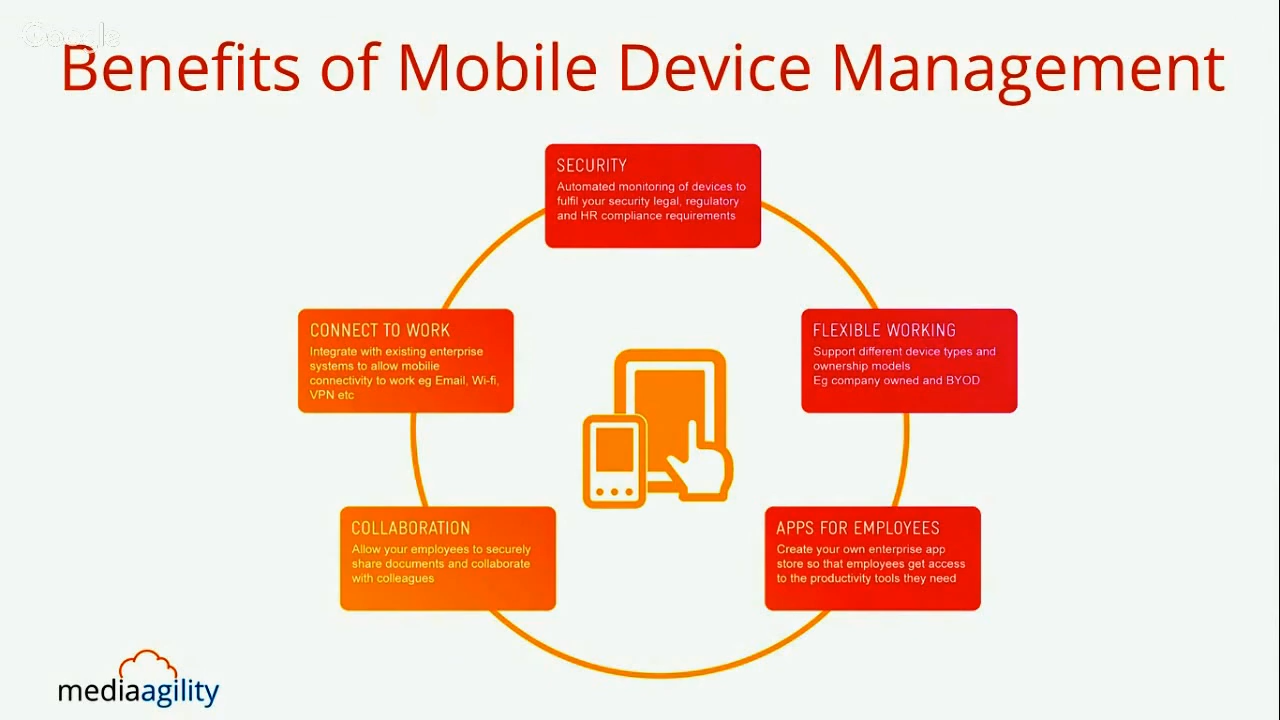 Google
Benefits of Mobile Device Management
SECURITY
Automated monitoring of devices to
fulfil your security legal, regulatory
and HR compliance requirements
CONNECT TO WORK
Integrate with existing enterprise
systems to allow mobilie
connectivity to work eg Email, Wi-fi,
VPN etc
FLEXIBLE WORKING
Support different device types and
ownership models
Eg company owned and BYOD
COLLABORATION
Allow your employees to securely
share documents and collaborate
with colleagues
APPS FOR EMPLOYEES
Create your own enterprise app
store so that employees get access
to the productivity tools they need
mediaagility